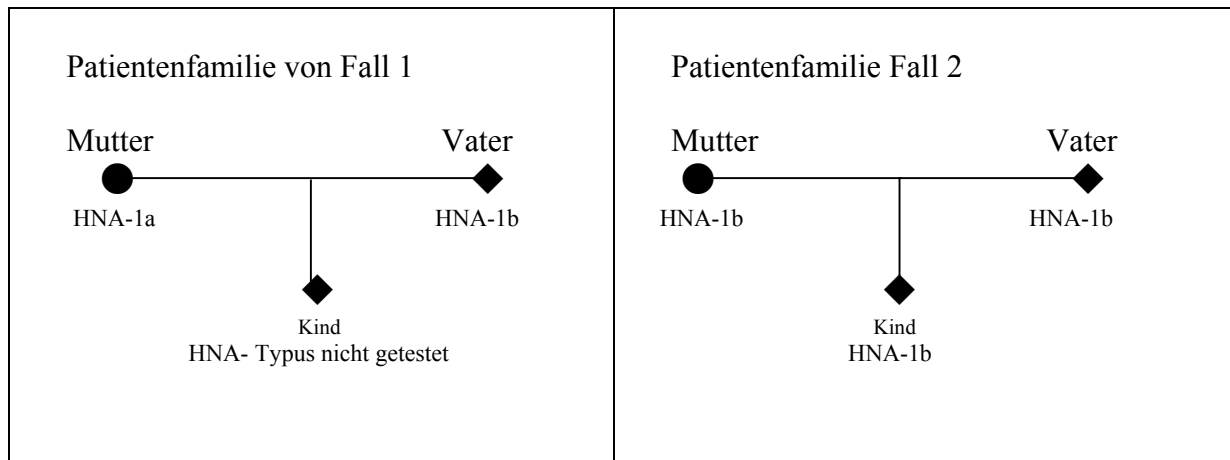 Patientenfamilie von Fall 1
Mutter Vater
HNA-1a HNA-1b
Kind
HNA- Typus nicht getestet
Patientenfamilie Fall 2
Mutter Vater
HNA-1b HNA-1b
Kind
HNA-1b